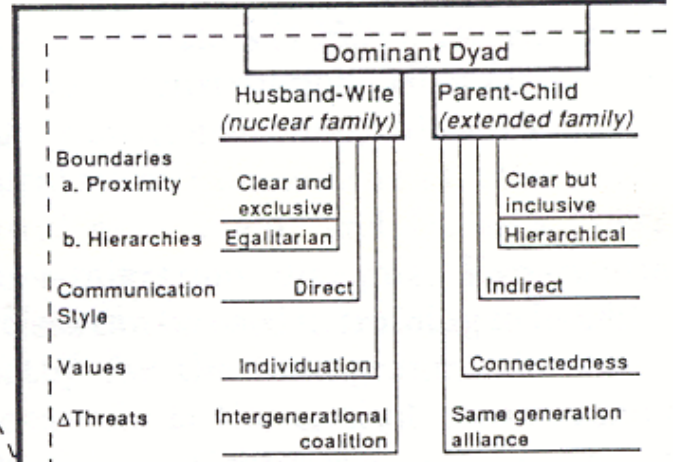 Dominant Dyad
Husband-Wife
(nuclear family)
Parent-Child
(extended family)
Boundaries
a. Proximity
Clear and
exclusive
Clear but
inclusive
b. Hierarchies
Egalitarian
Hierarchical
Communication
Style
Direct
Indirect
Values
Individuation
Connectedness
ΔThreats
Intergenerational
coalition
Same generation
alliance